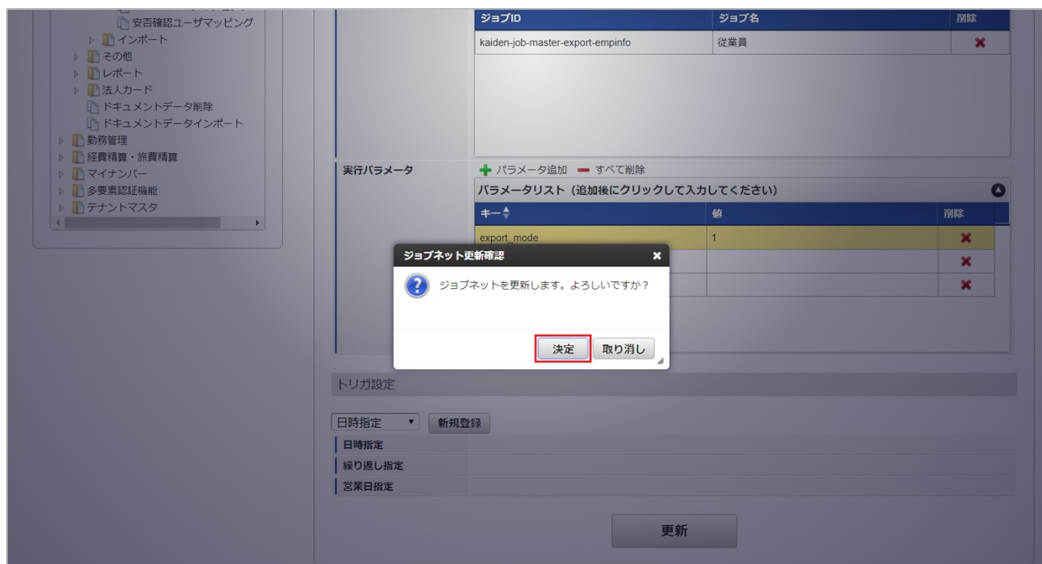 安否確認ユーザマッピング
インポート
その他
レポート
法人カード
ドキュメントデータ削除
ドキュメントデータインポート
勤務管理
経費精算・旅費精算
マイナンバー
多要素認証機能
テナントマスタ
ジョブID ジョブ名 削除
kaiden-job-master-export-empinfo 従業員
実行パラメータ
パラメータ追加 すべて削除
パラメータリスト（追加後にクリックして入力してください）
キー 値 削除
export_mode 1
ジョブネット更新確認
ジョブネットを更新します。よろしいですか？
決定 取り消し
トリガ設定
日時指定 新規登録
日時指定
繰り返し指定
営業日指定
更新